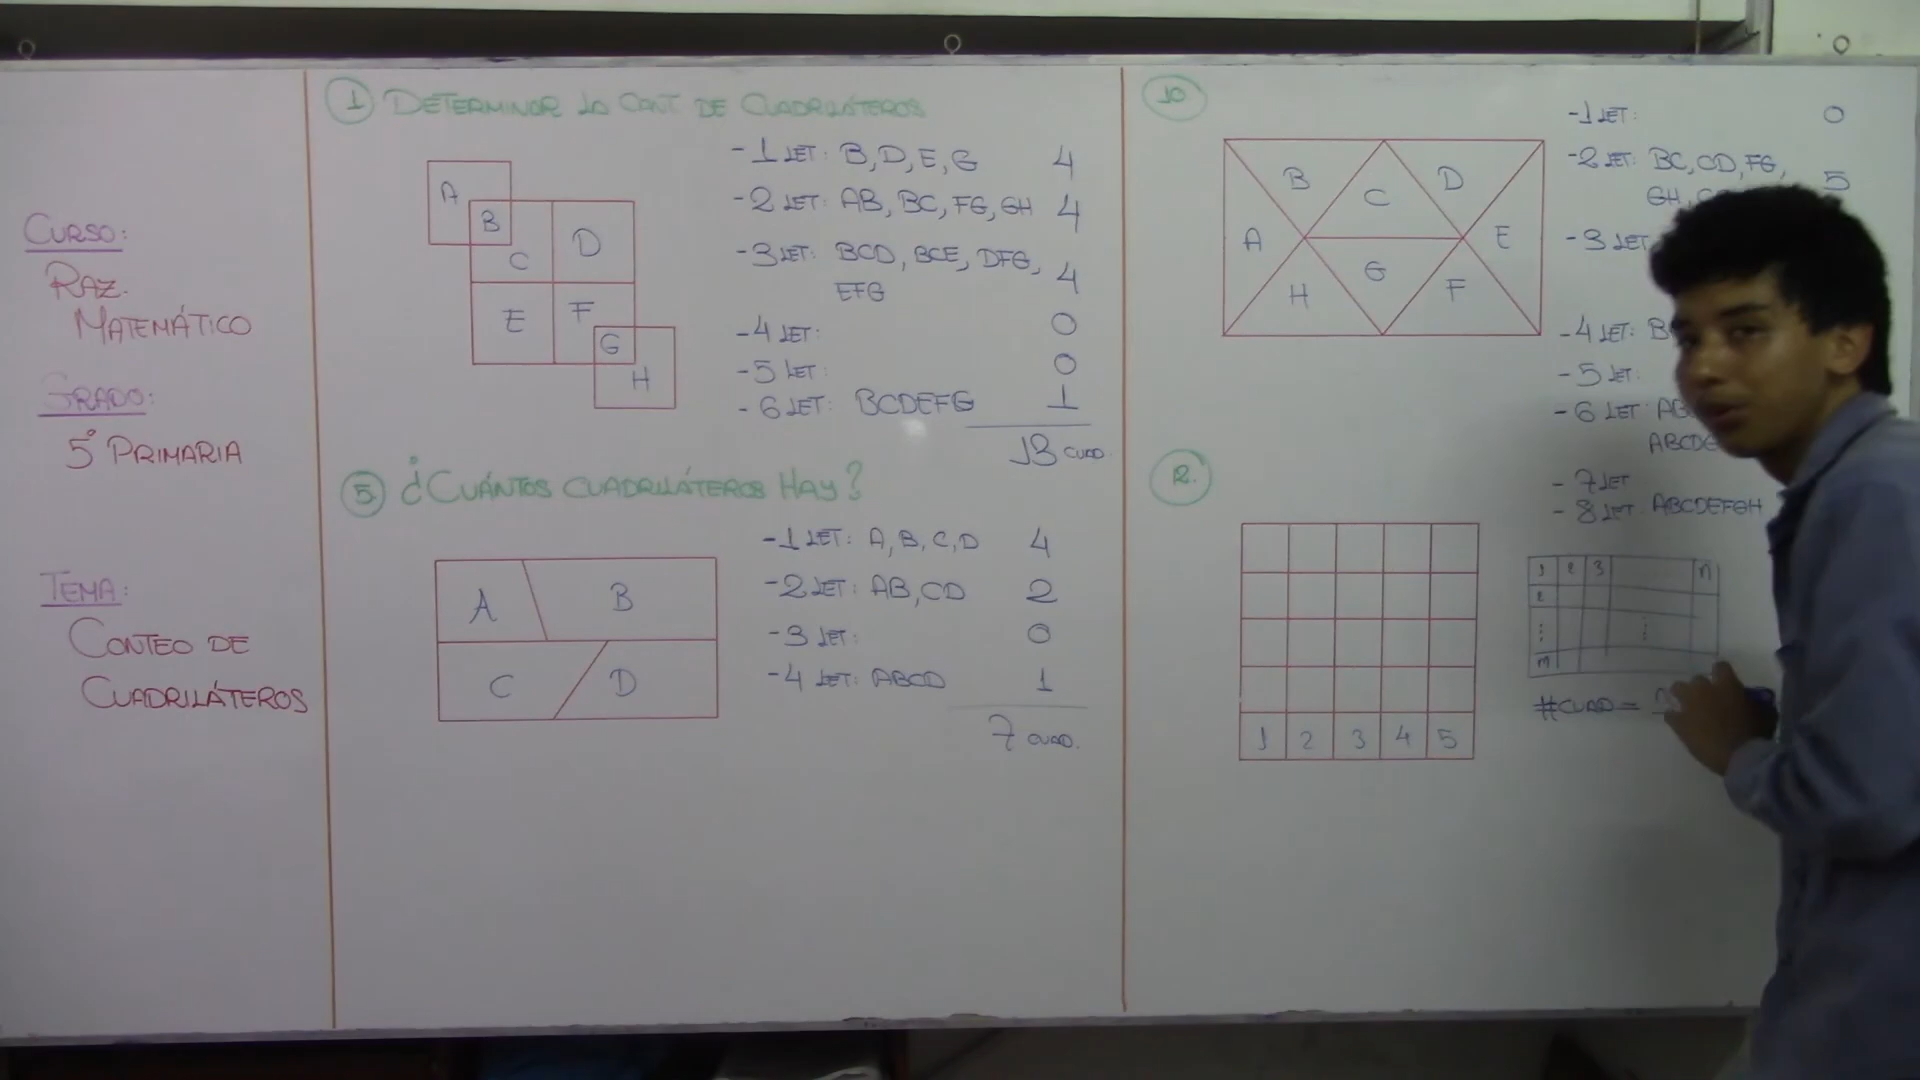 CURSO:
RAZ.
MATEMÁTICO
GRADO:
5° PRIMARIA
TEMA:
CONTEO DE
CUADRILÁTEROS
1 DETERMINAR LA CANT. DE CUADRILÁTEROS
A
B
C
D
E
F
G
H
-1 LET: B, D, E, G 4
-2 LET: AB, BC, FG, GH 4
-3 LET: BCD, BCE, DFG, 4
EFG
-4 LET: 0
-5 LET: 0
-6 LET: BCDEFG 1
13 CUAD.
5 ¿CUÁNTOS CUADRILÁTEROS HAY?
A B
C D
-1 LET: A, B, C, D 4
-2 LET: AB, CD 2
-3 LET: 0
-4 LET: ABCD 1
7 CUAD.
10
B C D
A E
H G F
-1 LET: 0
-2 LET: BC, CD, FG, 5
GH,
-3 LET
-4 LET:
-5 LET:
-6 LET:
-7 LET
-8 LET: ABCDEFGH
12.
1 2 3 4 5
1 2 3 n
2
⋮ ⋮
m
#CUAD =